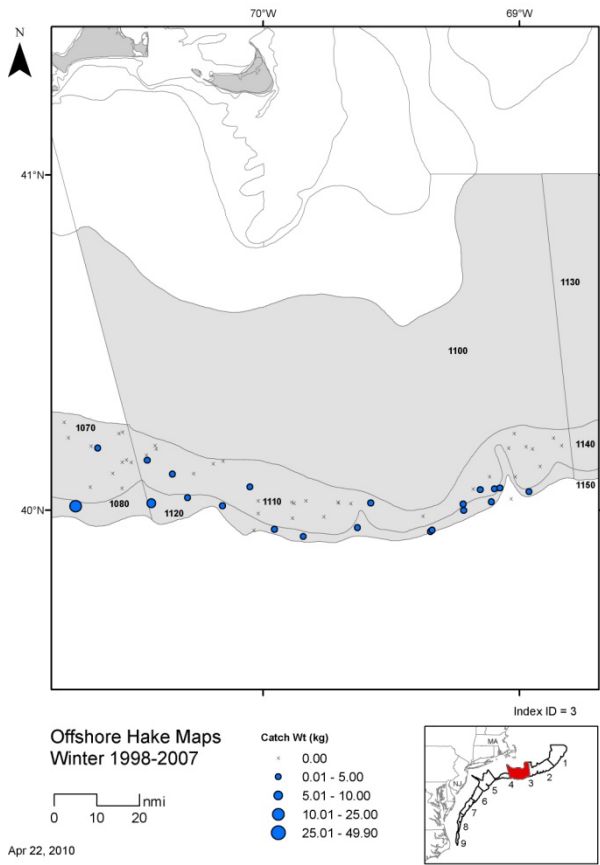 70°W 69°W
N
41°N
1130
1100
1070
1140
1110
1150
1080
40°N
1120
Index ID = 3
Offshore Hake Maps
Winter 1998-2007
Catch Wt (kg)
0.00
0.01 - 5.00
5.01 - 10.00
10.01 - 25.00
25.01 - 49.90
nmi
0 10 20
Apr 22, 2010
MA
NJ
1
2
3
4
5
6
7
8
9